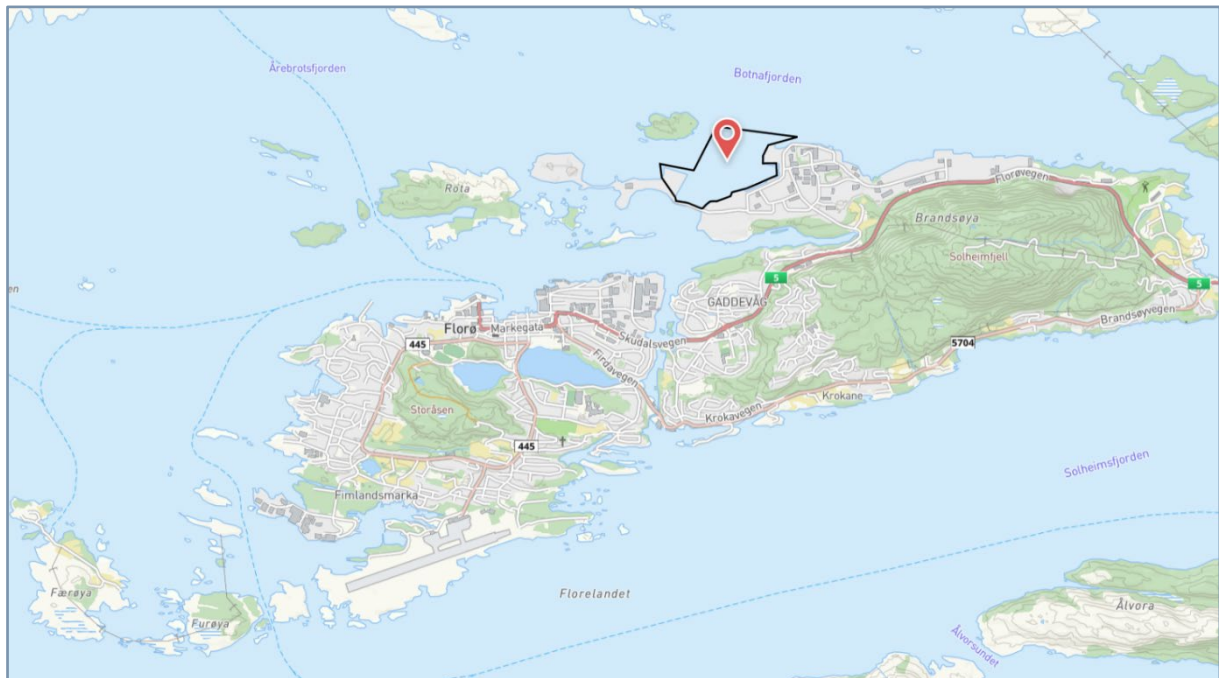 Årebrotsfjorden
Botnafjorden
Florøvegen
Rota
Brandsøya
Solheimfjell
en
5
5
GADDEVÅG
Brandsøyvegen
Florø
Markegata
Skudalsvegen
445
5704
Firdavegen
Storåsen
Krokane
Krokavegen
445
Solheimsfjorden
Fimlandsmarka
Færøya
Florelandet
Ålvora
Furøya
Ålvorsundet